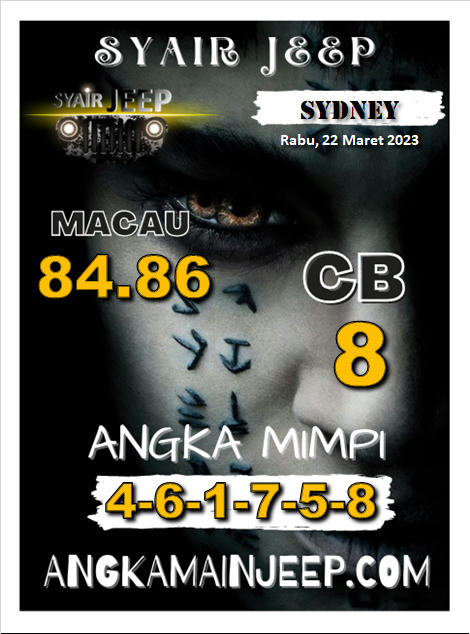 SYAIR JEEP
SYAIR JEEP
SYDNEY
Rabu, 22 Maret 2023
MACAU
84.86
CB
8
ANGKA MIMPI
4-6-1-7-5-8
ANGKAMAINJEEP.COM